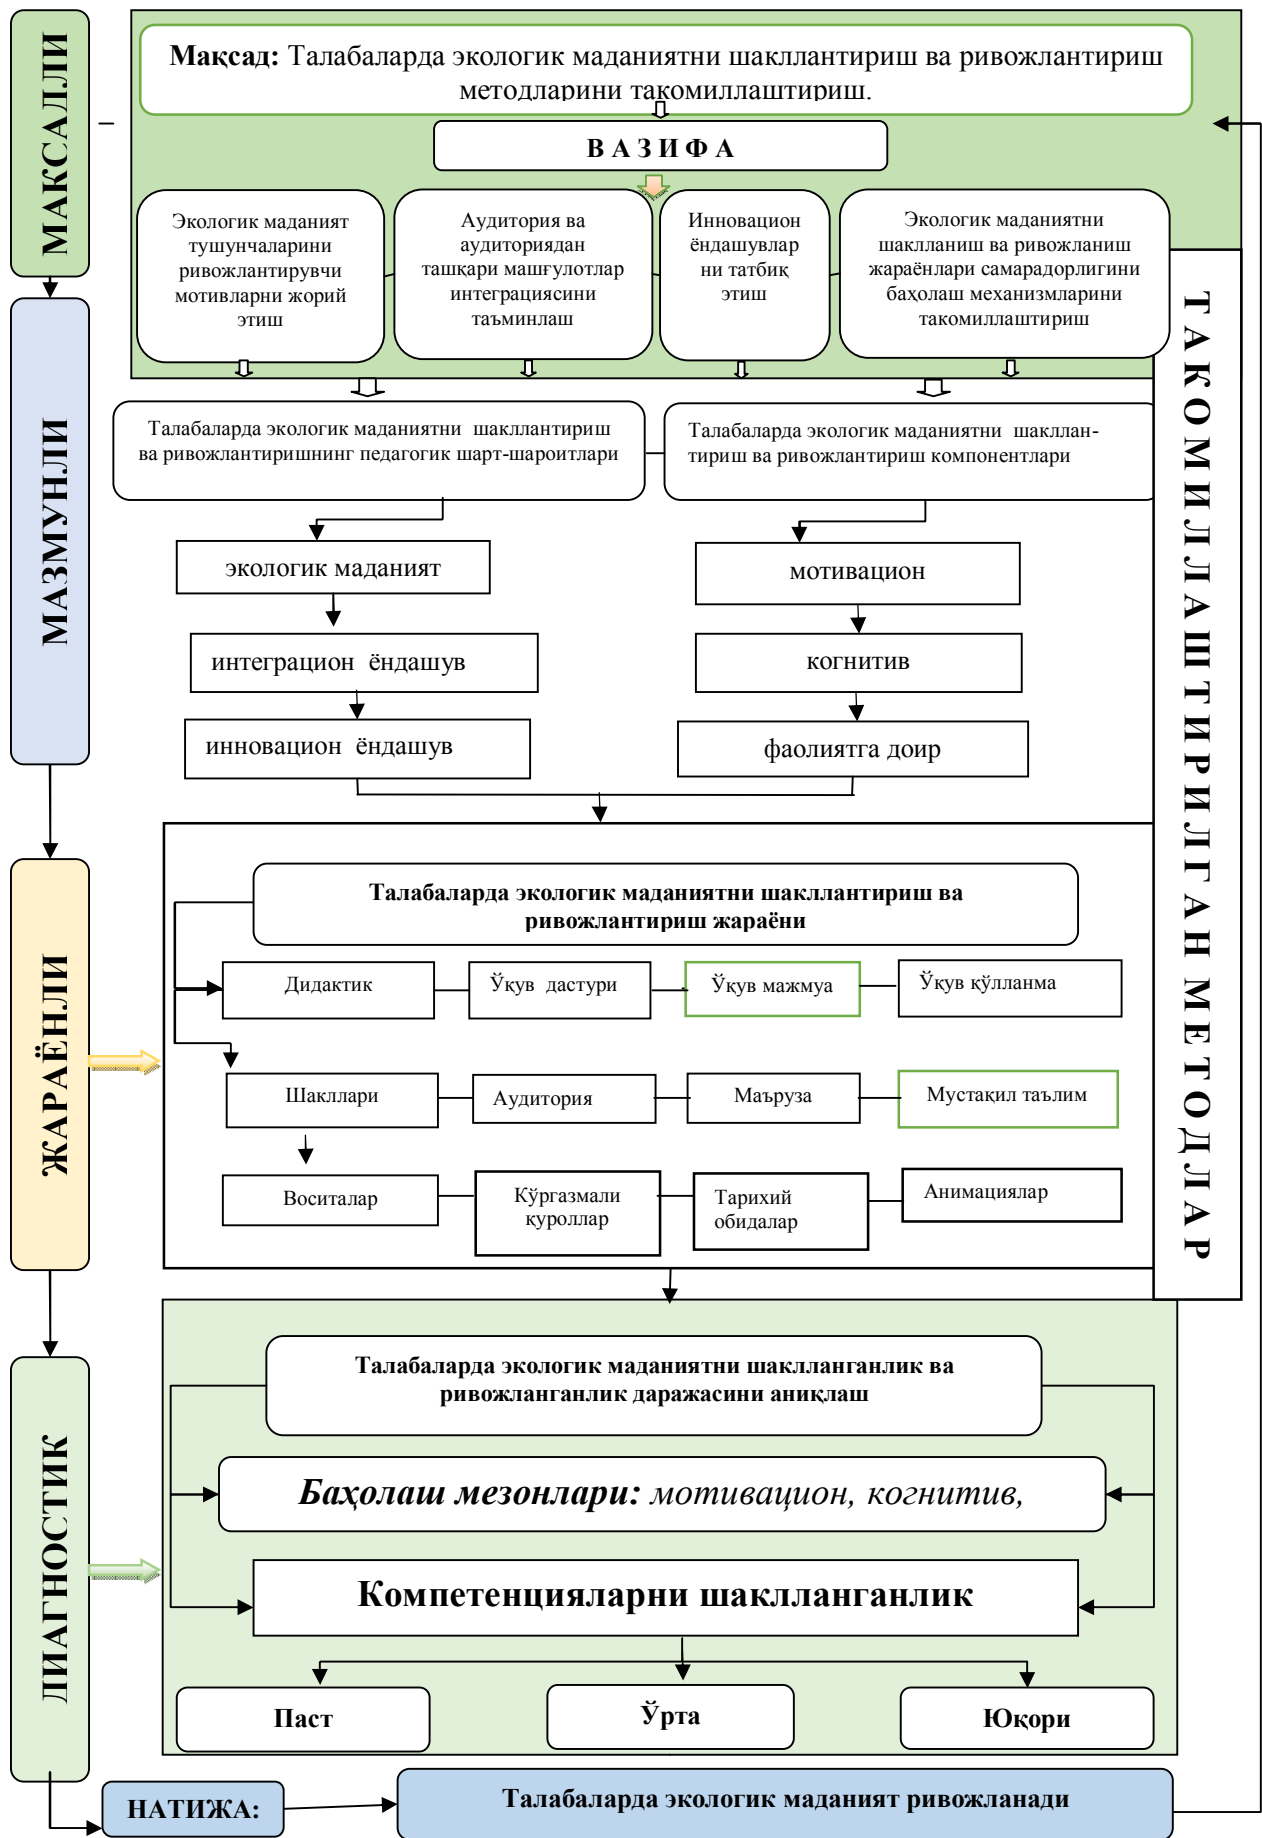 МАКСАЛЛИ
Мақсад: Талабаларда экологик маданиятни шакллантириш ва ривожлантириш
методларини такомиллаштириш.
ВАЗИФА
Экологик маданият
тушунчаларини
ривожлантирувчи
мотивларни жорий
этиш
Аудитория ва
аудиториядан
ташқари машғулотлар
интеграциясини
таъминлаш
Инновацион
ёндашувлар
ни татбиқ
этиш
Экологик маданиятни
шаклланиш ва ривожланиш
жараёнлари самарадорлигини
баҳолаш механизмларини
такомиллаштириш
ТАКОМИЛЛАШТИРИЛГАН МЕТОДЛАР
МАЗМУНЛИ
Талабаларда экологик маданиятни шакллантириш
ва ривожлантиришнинг педагогик шарт-шароитлари
Талабаларда экологик маданиятни шакллан-
тириш ва ривожлантириш компонентлари
экологик маданият
интеграцион ёндашув
инновацион ёндашув
мотивацион
когнитив
фаолиятга доир
ЖАРАЁНЛИ
Талабаларда экологик маданиятни шакллантириш ва
ривожлантириш жараёни
Дидактик
Ўқув дастури
Ўқув мажмуа
Ўқув қўлланма
Шакллари
Аудитория
Маъруза
Мустақил таълим
Воситалар
Кўргазмали
қуроллар
Тарихий
обидалар
Анимациялар
ЛИАГНОСТИК
Талабаларда экологик маданиятни шаклланганлик ва
ривожланганлик даражасини аниқлаш
Баҳолаш мезонлари: мотивацион, когнитив,
Компетенцияларни шаклланганлик
Паст
Ўрта
Юқори
НАТИЖА:
Талабаларда экологик маданият ривожланади